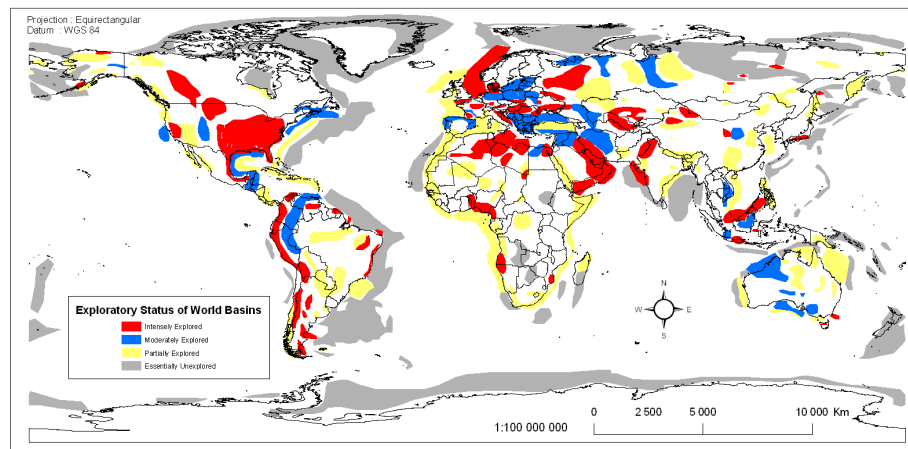 Projection : Equirectangular
Datum : WGS 84
Exploratory Status of World Basins
Intensely Explored
Moderately Explored
Partially Explored
Essentially Unexplored
N
W E
S
1:100 000 000
0 2 500 5 000 10 000 Km